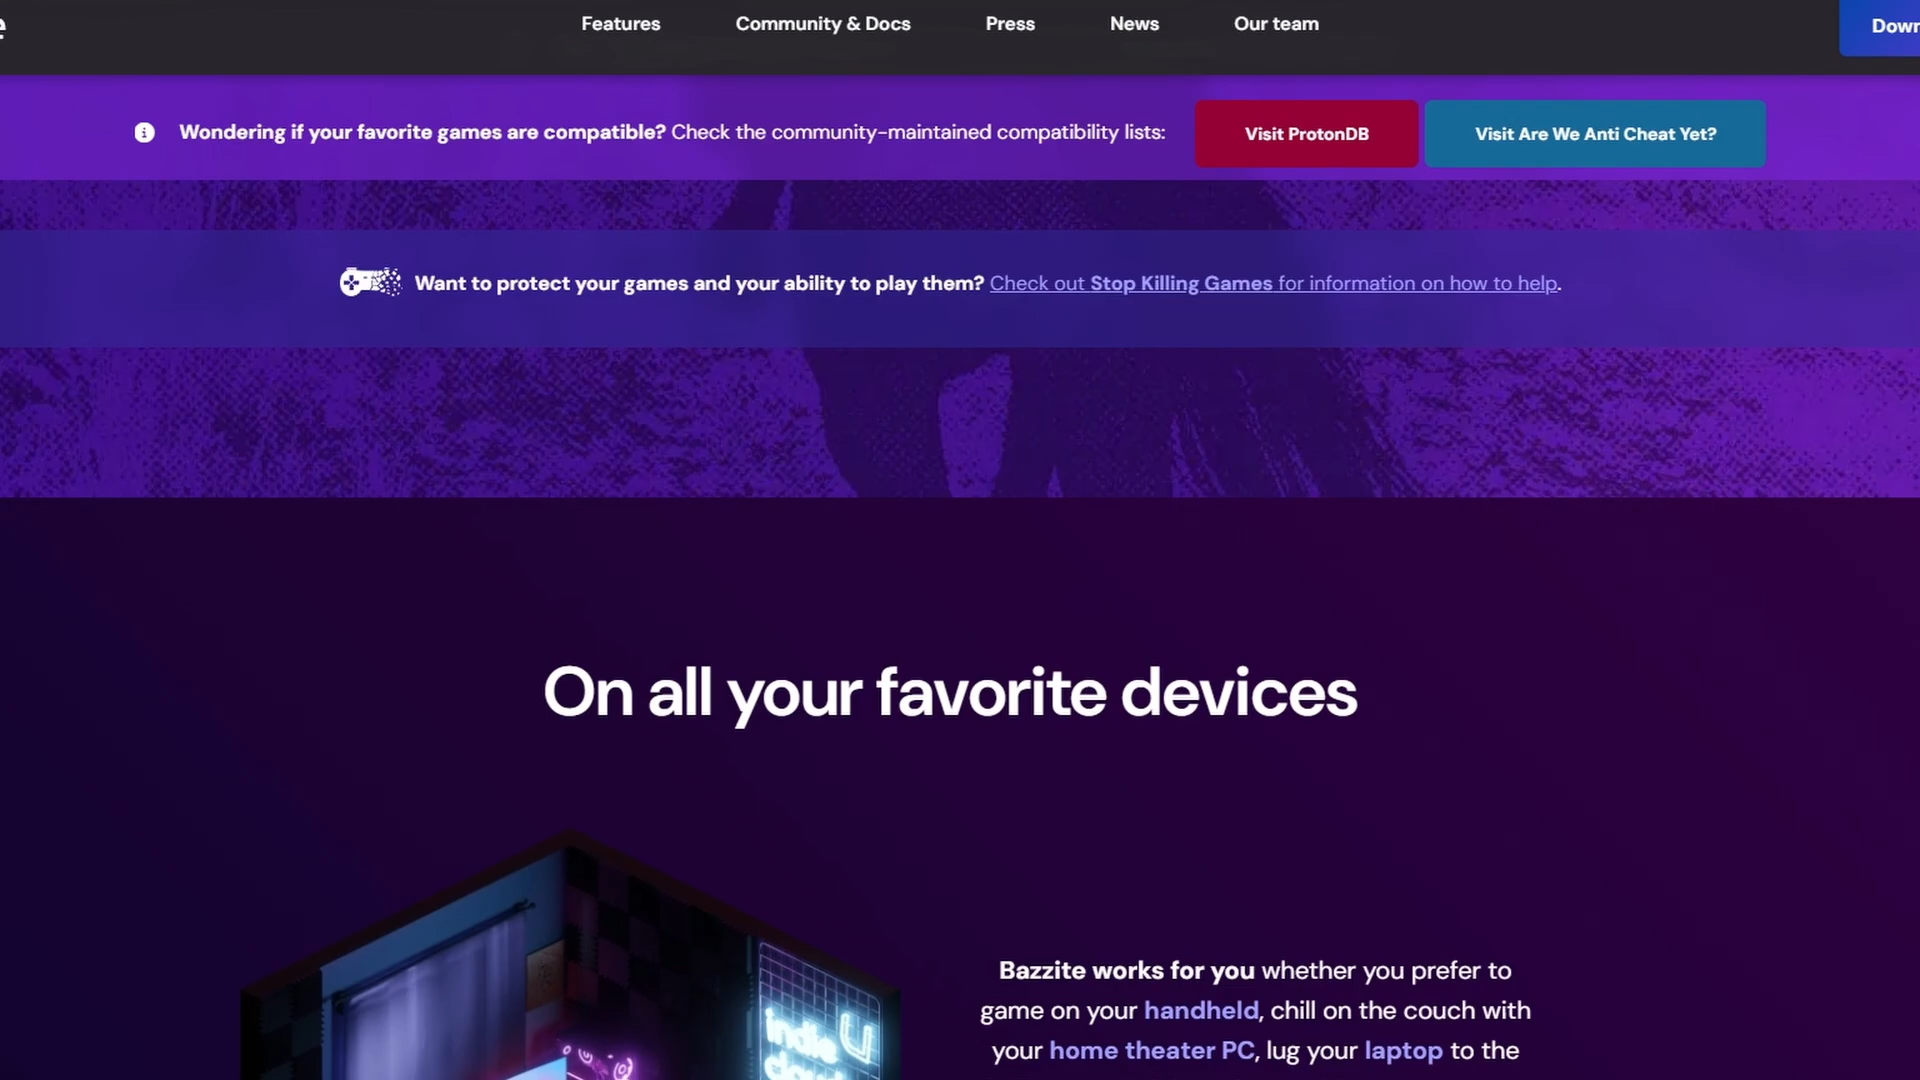 e
Features Community & Docs Press News Our team Down
Wondering if your favorite games are compatible? Check the community-maintained compatibility lists: Visit ProtonDB Visit Are We Anti Cheat Yet?
Want to protect your games and your ability to play them? Check out Stop Killing Games for information on how to help.
On all your favorite devices
indie
cloud
Bazzite works for you whether you prefer to
game on your handheld, chill on the couch with
your home theater PC, lug your laptop to the